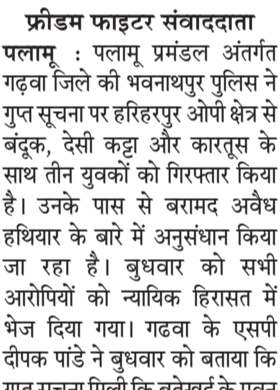 फ्रीडम फाइटर संवाददाता
पलामू : पलामू प्रमंडल अंतर्गत
गढ़वा जिले की भवनाथपुर पुलिस ने
गुप्त सूचना पर हरिहरपुर ओपी क्षेत्र से
बंदूक, देसी कट्टा और कारतूस के
साथ तीन युवकों को गिरफ्तार किया
है। उनके पास से बरामद अवैध
हथियार के बारे में अनुसंधान किया
जा रहा है। बुधवार को सभी
आरोपियों को न्यायिक हिरासत में
भेज दिया गया। गढवा के एसपी
दीपक पांडे ने बुधवार को बताया कि